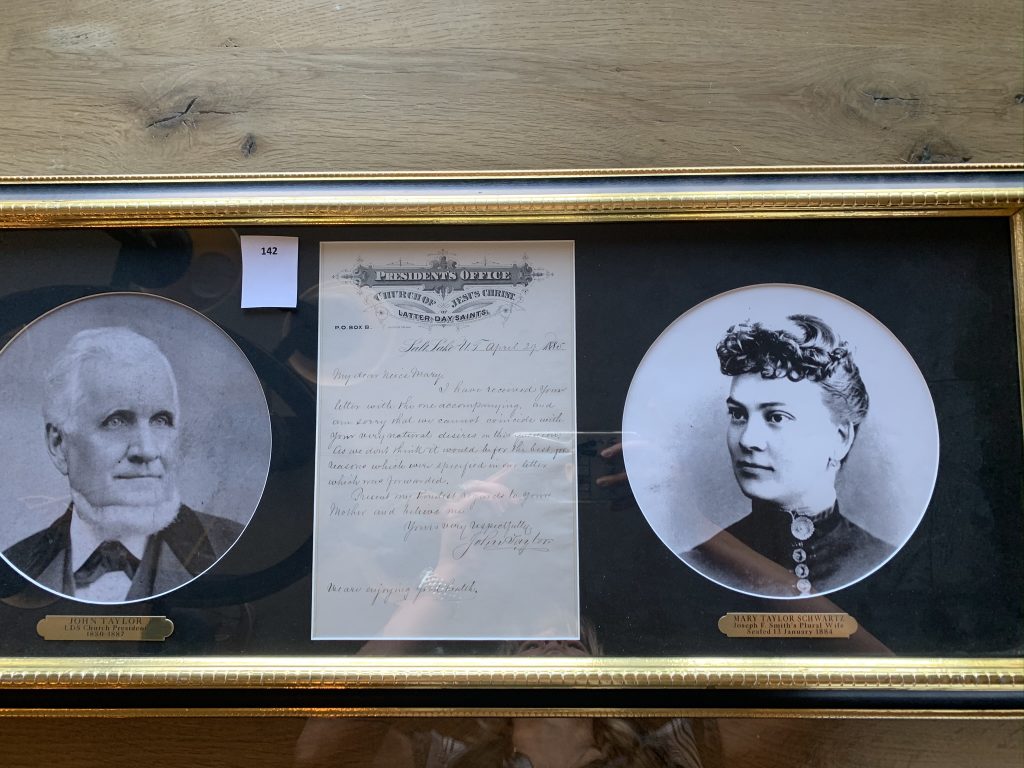 142
PRESIDENT'S OFFICE
CHURCH OF JESUS CHRIST
OF
LATTER-DAY SAINTS.
P.O. BOX B.
Salt Lake U.T. April 29 1885
My dear neice Mary,
I have received your
letter with the one accompanying, and
am sorry that we cannot coincide with
your very natural desires in this
as we don't think it would be for the best for
reasons which were specified in our letter
which was forwarded.
Present my kindest regards to your
Mother and believe me
Yours very respectfully
John Taylor
We are enjoying good health.
JOHN TAYLOR
LDS Church President
1880-1887
MARY TAYLOR SCHWARTZ
Joseph F. Smith's Plural Wife
Sealed 13 January 1884